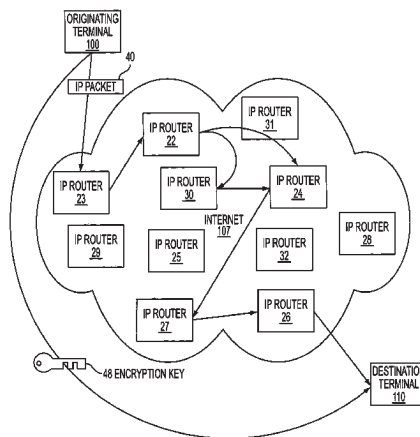 ORIGINATING
TERMINAL
100
40
IP PACKET
IP ROUTER
31
IP ROUTER
22
IP ROUTER
23
IP ROUTER
30
IP ROUTER
24
INTERNET
107
IP ROUTER
29
IP ROUTER
25
IP ROUTER
32
IP ROUTER
28
IP ROUTER
27
IP ROUTER
26
48 ENCRYPTION KEY
DESTINATION
TERMINAL
110